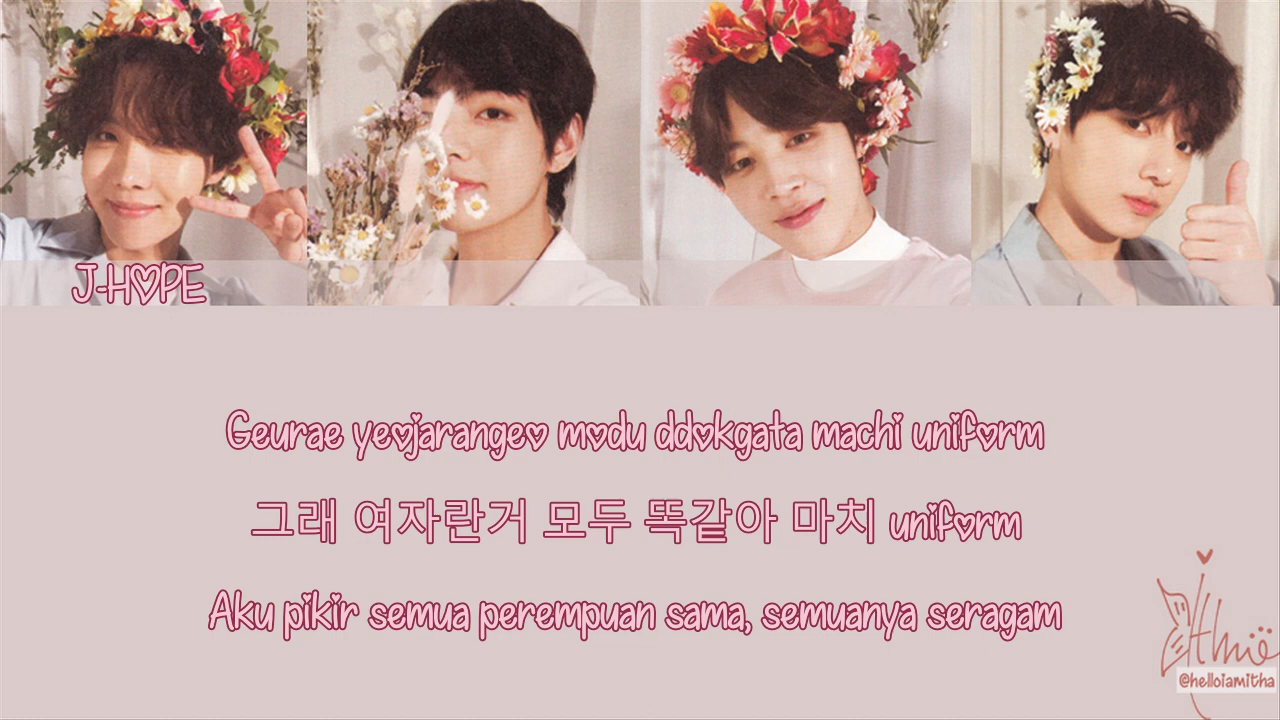 J-HOPE
Geurae yeojarangeo modu ddokgata machi uniform
그래 여자란거 모두 똑같아 마치 uniform
Aku pikir semua perempuan sama, semuanya seragam
@helloiamitha